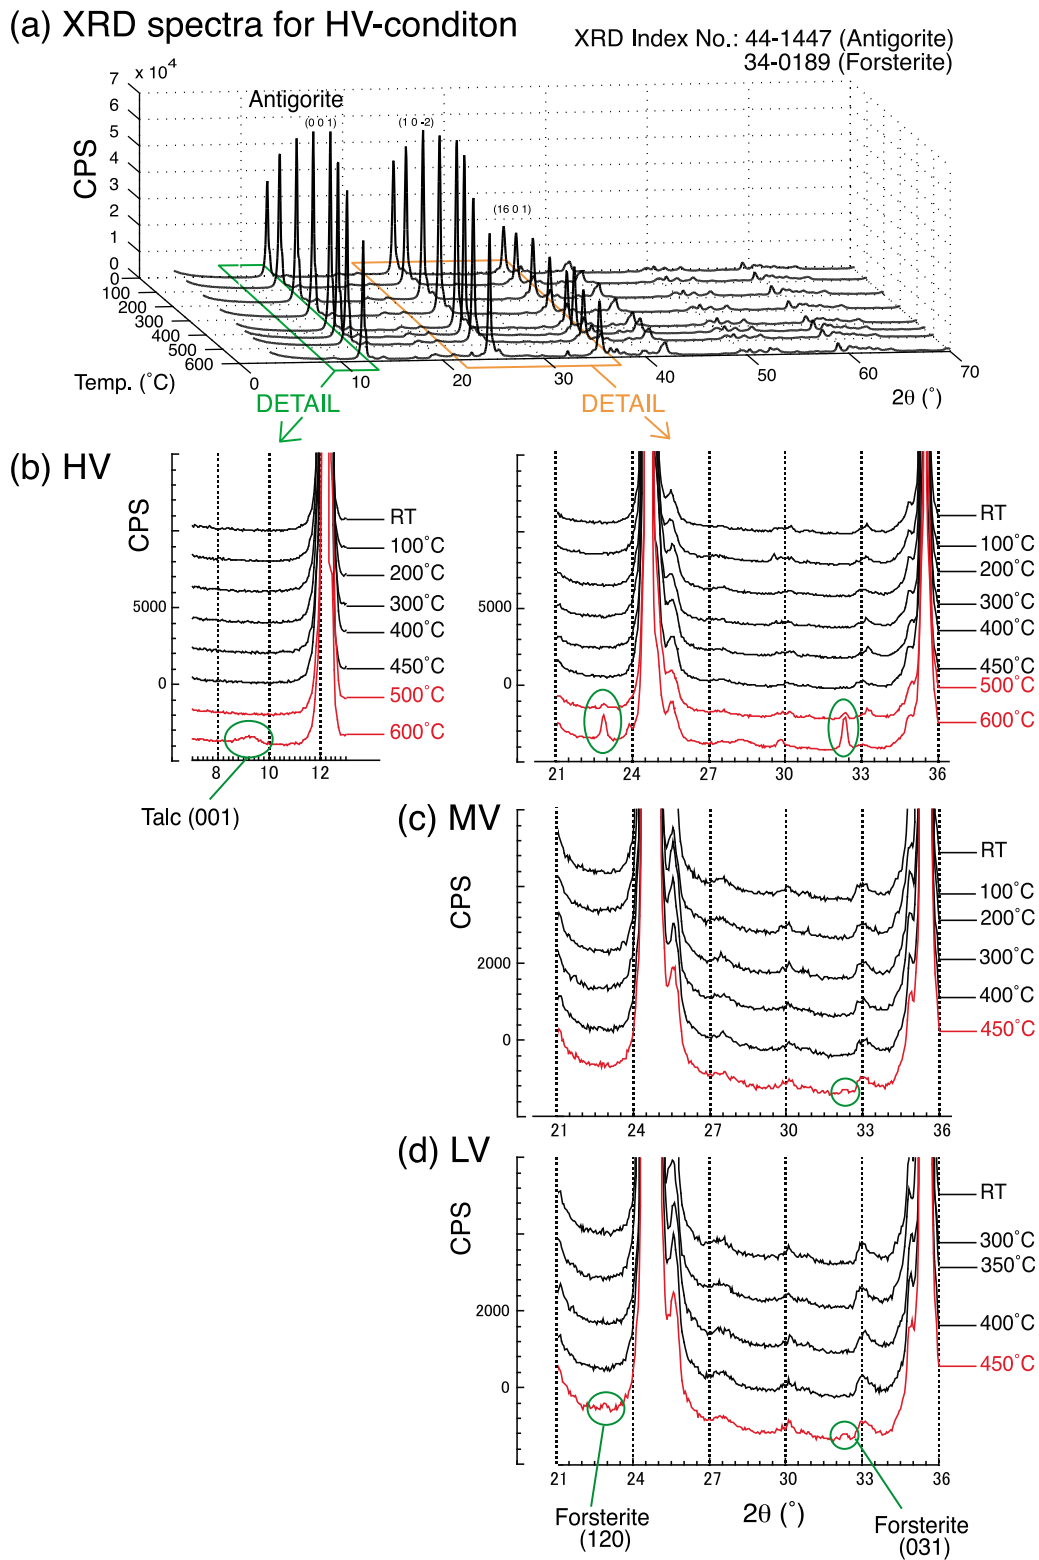 (a) XRD spectra for HV-conditon
XRD Index No.: 44-1447 (Antigorite)
34-0189 (Forsterite)
7 x 10⁴
6
5
4
3
2
1
0
CPS
Antigorite
(0 0 1)
(1 0 -2)
(16 0 1)
0
100
200
300
400
500
600
Temp. (˚C)
0
10
20
30
40
50
60
70
2θ (˚)
DETAIL
DETAIL
(b) HV
CPS
5000
0
RT
100˚C
200˚C
300˚C
400˚C
450˚C
500˚C
600˚C
8 10 12
Talc (001)
5000
0
RT
100˚C
200˚C
300˚C
400˚C
450˚C
500˚C
600˚C
21 24 27 30 33 36
(c) MV
CPS
2000
0
RT
100˚C
200˚C
300˚C
400˚C
450˚C
21 24 27 30 33 36
(d) LV
CPS
2000
0
RT
300˚C
350˚C
400˚C
450˚C
21 24 27 30 33 36
2θ (˚)
Forsterite
(120)
Forsterite
(031)